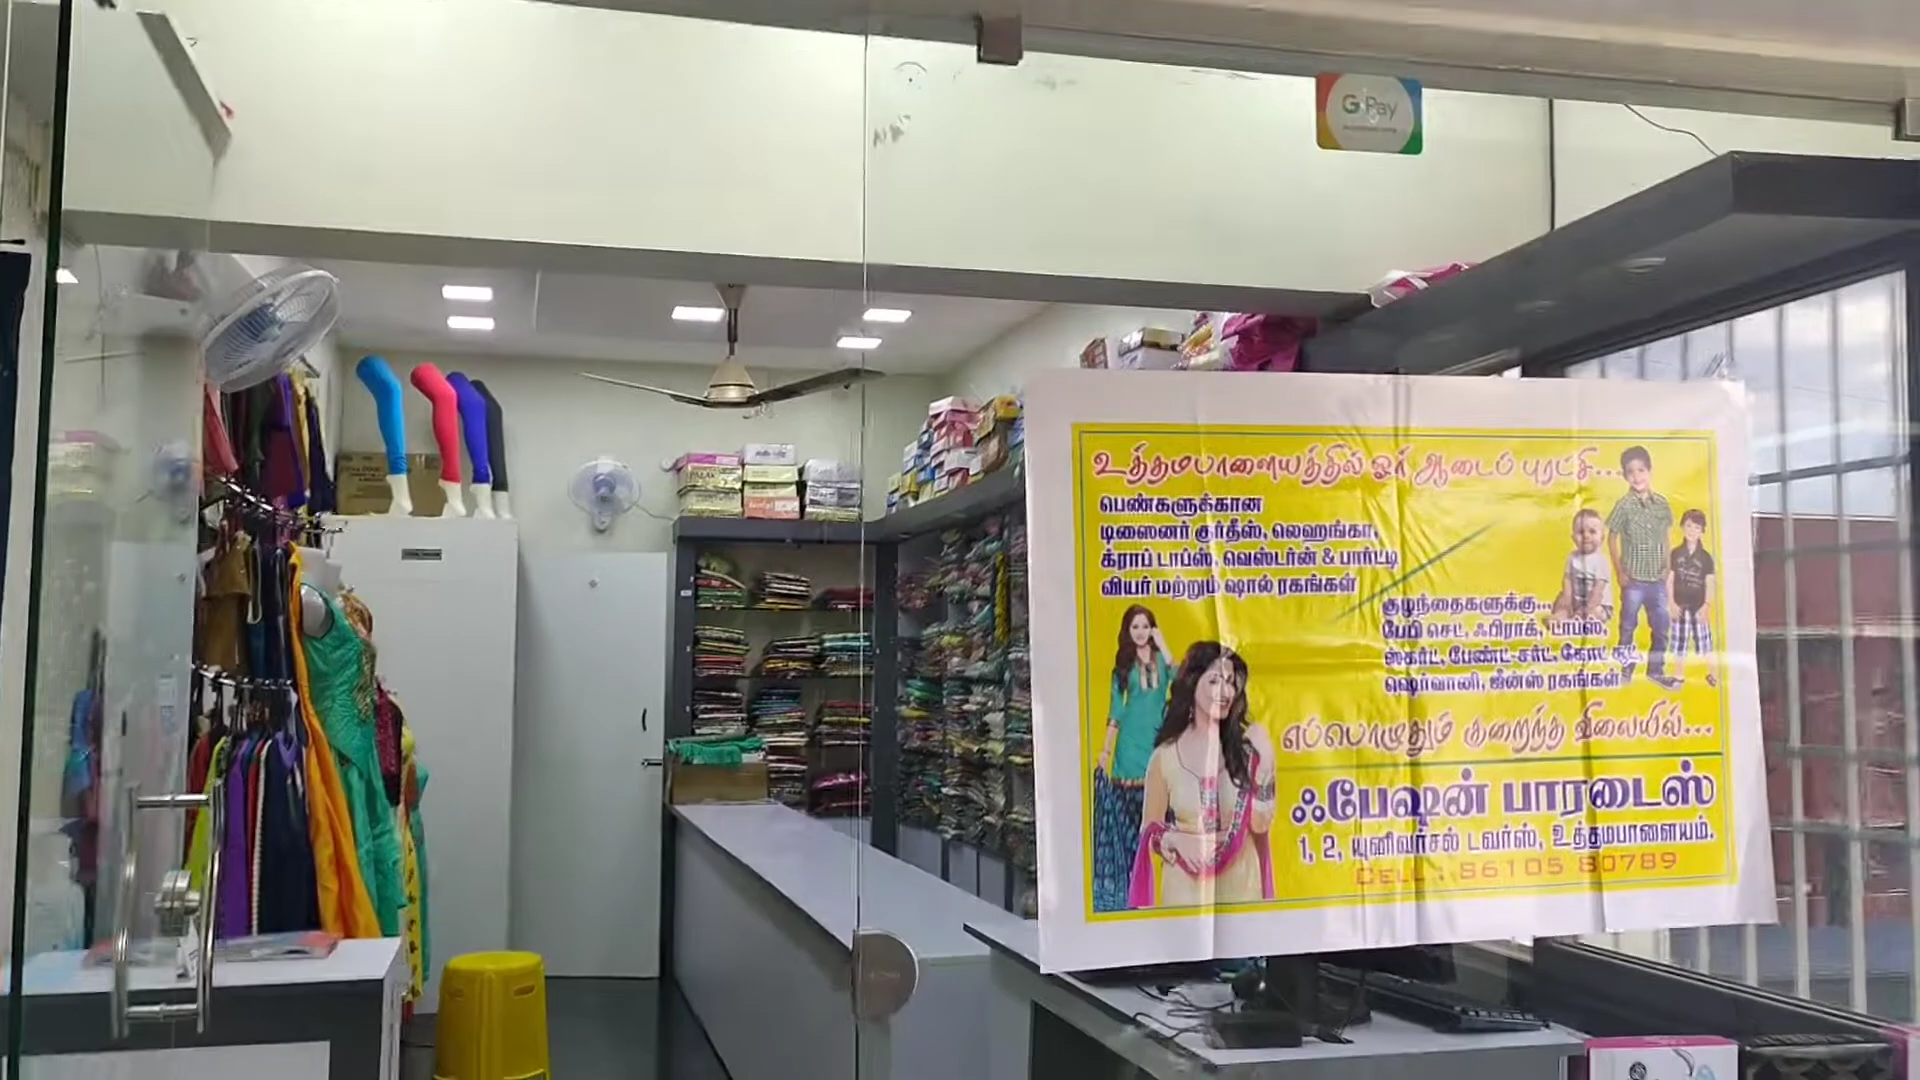 G Pay
உத்தமபாளையத்தில் ஓர் ஆடைப் புரட்சி...
பெண்களுக்கான
டிஸைனர் குர்தீஸ், லெஹங்கா,
க்ராப் டாப்ஸ், வெஸ்டர்ன் & பார்ட்டி
வியர் மற்றும் ஷால் ரகங்கள்
குழந்தைகளுக்கு...
பேபி செட், ஃபிராக், டாப்ஸ்,
ஸ்கர்ட், பேண்ட்-சர்ட், கோட் சூட்,
ஷெர்வானி, ஜீன்ஸ் ரகங்கள்
எப்பொழுதும் குறைந்த விலையில்...
ஃபேஷன் பாரடைஸ்
1, 2, யுனிவர்சல் டவர்ஸ், உத்தமபாளையம்.
CELL : 86105 80789